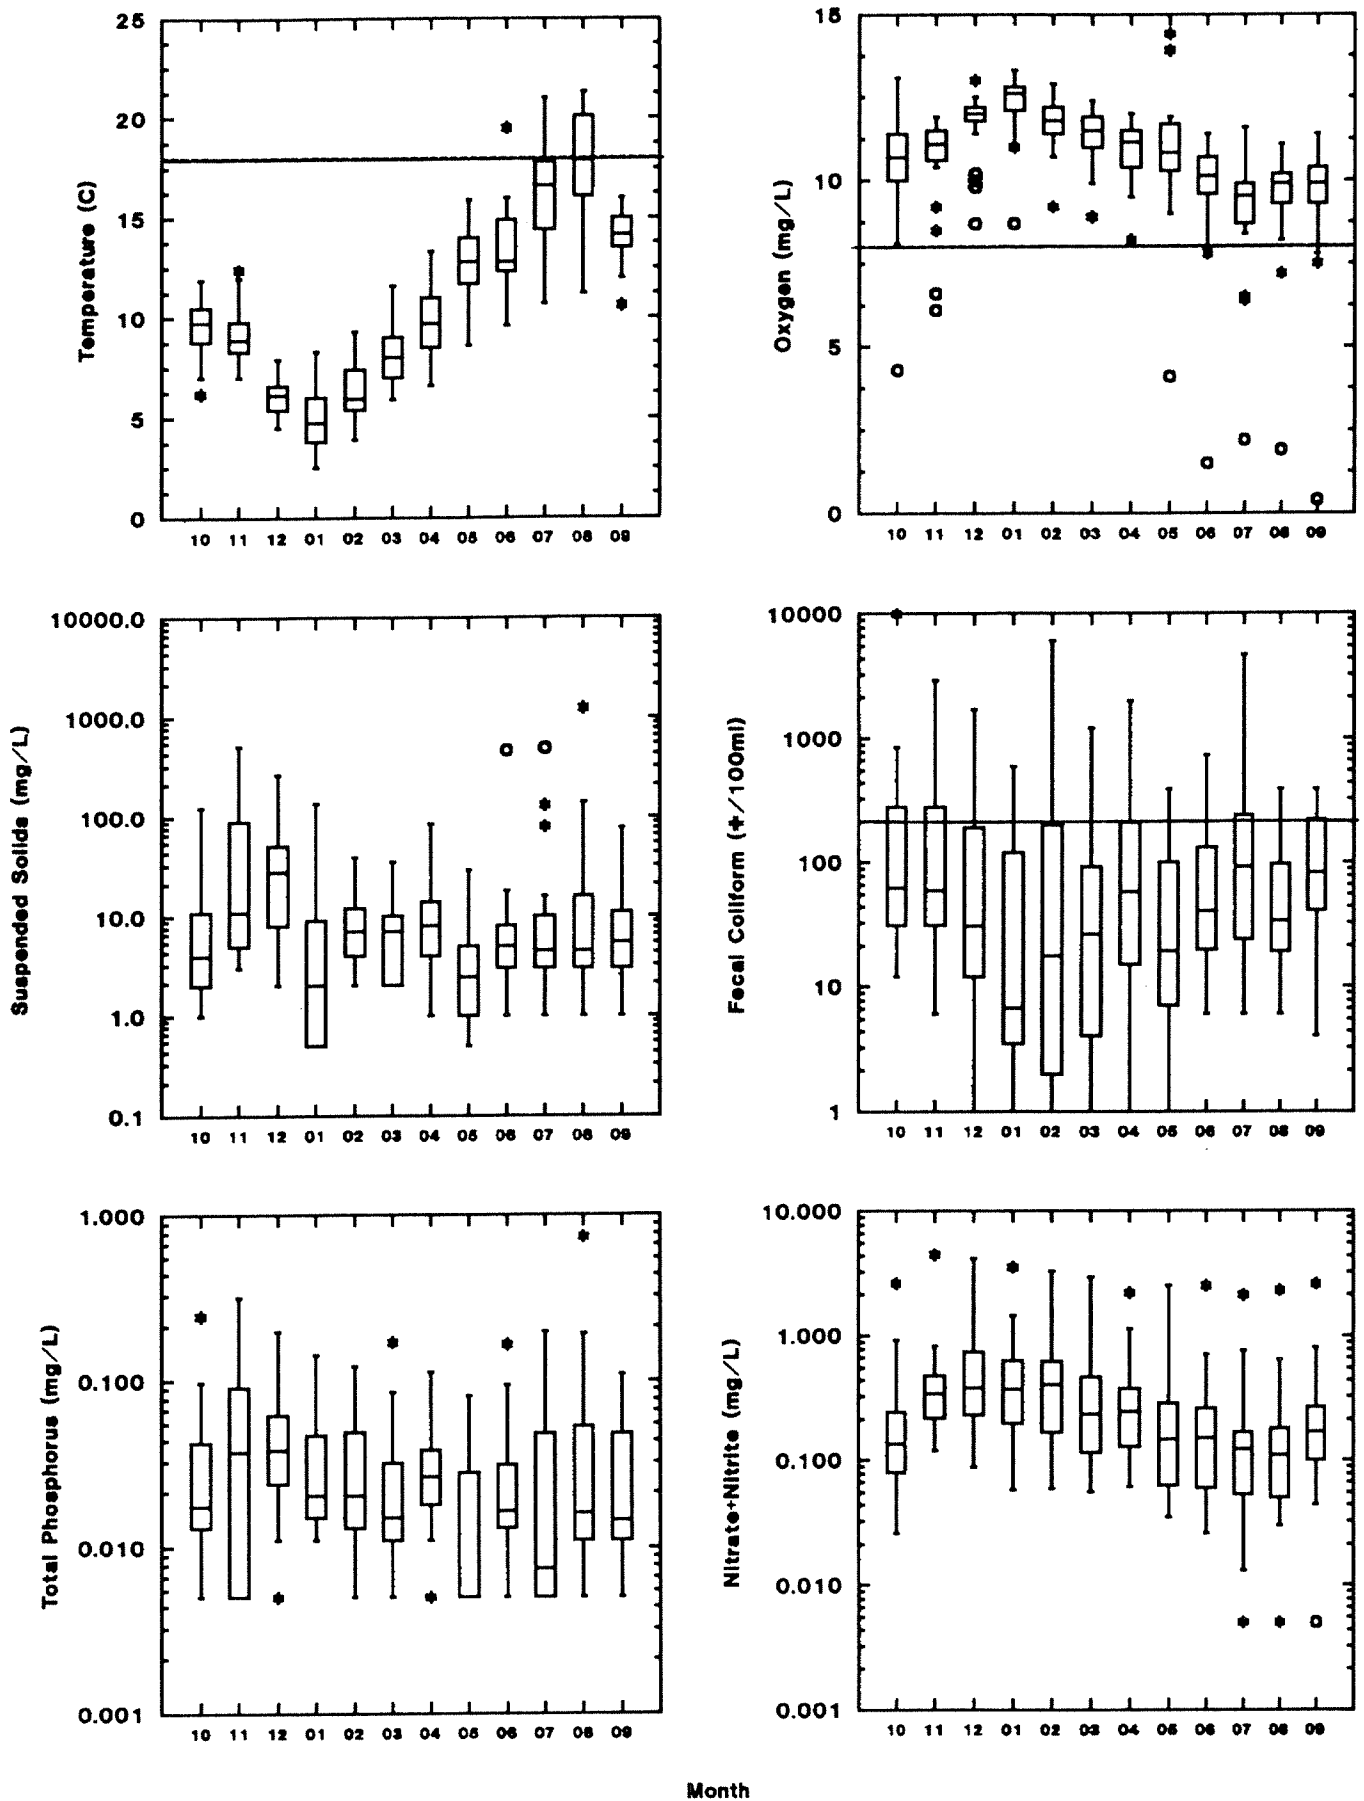 25
20
15
10
5
0
Temperature (C)
10 11 12 01 02 03 04 05 06 07 08 09
15
10
5
0
Oxygen (mg/L)
10 11 12 01 02 03 04 05 06 07 08 09
10000.0
1000.0
100.0
10.0
1.0
0.1
Suspended Solids (mg/L)
10 11 12 01 02 03 04 05 06 07 08 09
10000
1000
100
10
1
Fecal Coliform (#/100ml)
10 11 12 01 02 03 04 05 06 07 08 09
1.000
0.100
0.010
0.001
Total Phosphorus (mg/L)
10 11 12 01 02 03 04 05 06 07 08 09
10.000
1.000
0.100
0.010
0.001
Nitrate+Nitrite (mg/L)
10 11 12 01 02 03 04 05 06 07 08 09
Month